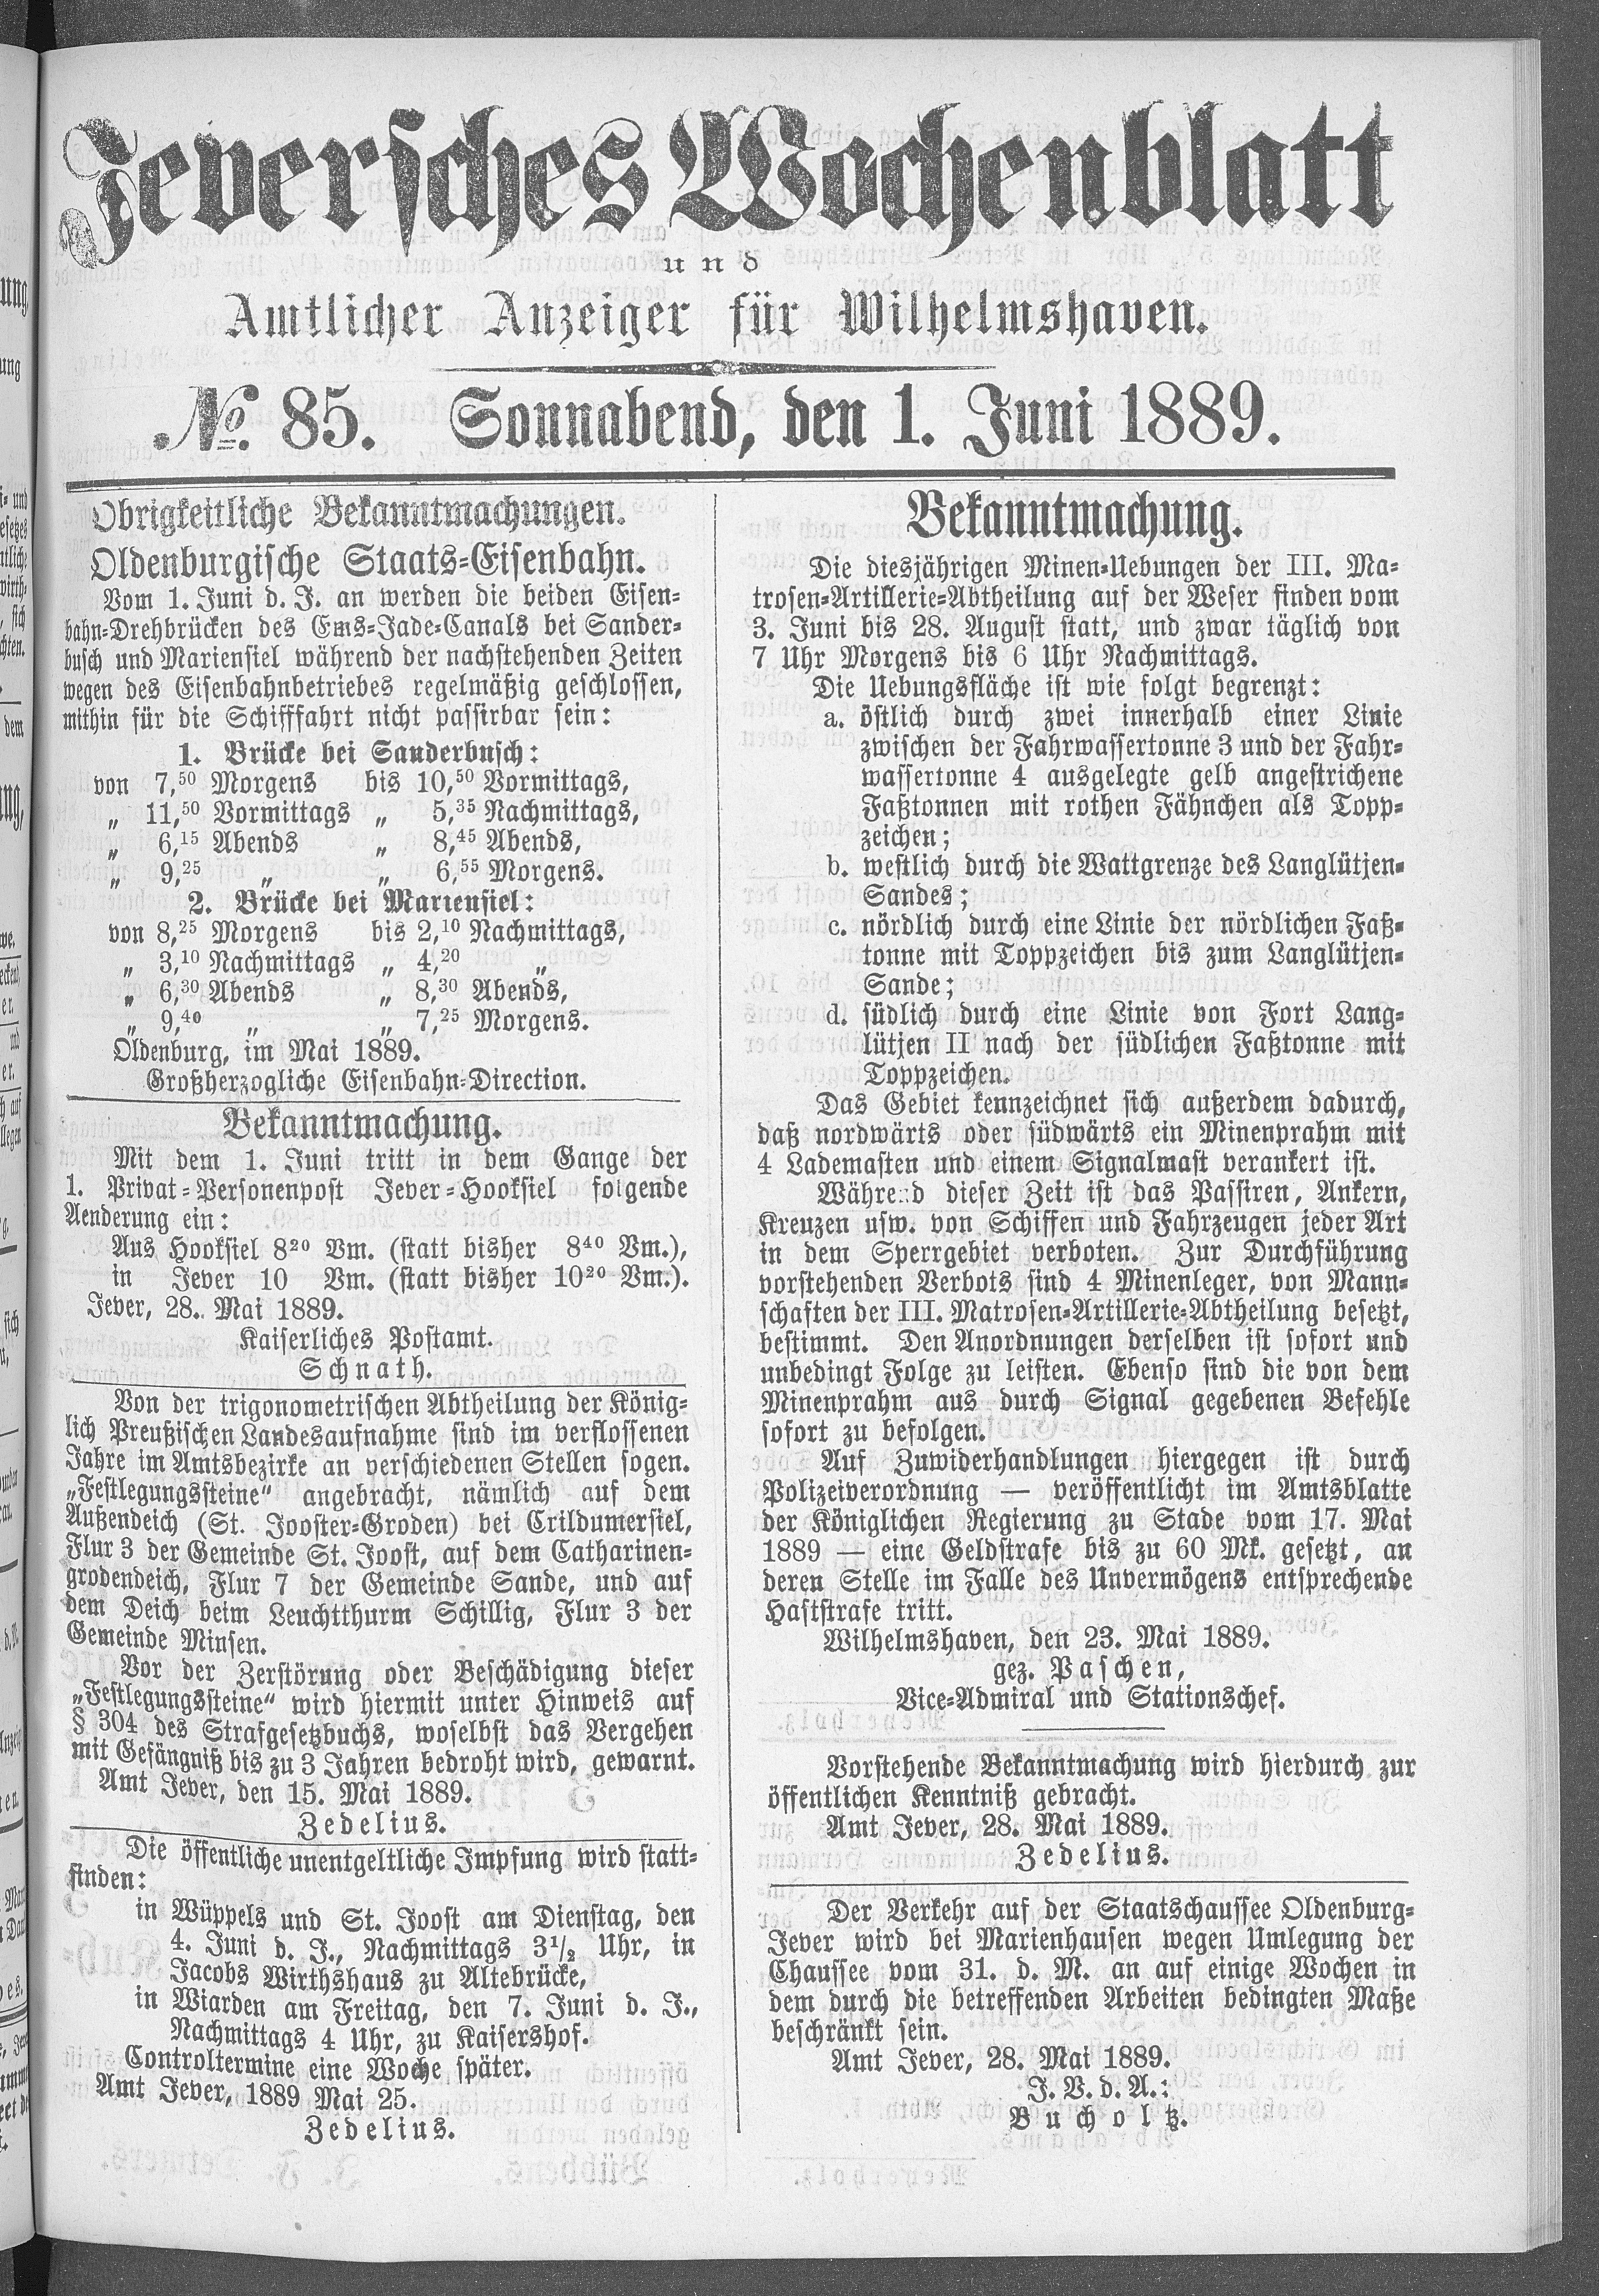 Jeversches Wochenblatt
und
Amtlicher Anzeiger für Wilhelmshaven.
№. 85. Sonnabend, den 1. Juni 1889.
Obrigkeitliche Bekanntmachungen.
Oldenburgische Staats-Eisenbahn.
Vom 1. Juni d. J. an werden die beiden Eisen-
bahn-Drehbrücken des Ems-Jade-Canals bei Sander-
busch und Mariensiel während der nachstehenden Zeiten
wegen des Eisenbahnbetriebes regelmäßig geschlossen,
mithin für die Schifffahrt nicht passirbar sein:
1. Brücke bei Sanderbusch:
von 7,50 Morgens bis 10,50 Vormittags,
„ 11,50 Vormittags „ 5,35 Nachmittags,
„ 6,15 Abends „ 8,45 Abends,
„ 9,25 „ „ 6,55 Morgens.
2. Brücke bei Mariensiel:
von 8,25 Morgens bis 2,10 Nachmittags,
„ 3,10 Nachmittags „ 4,20 „
„ 6,30 Abends „ 8,30 Abends,
„ 9,40 „ „ 7,25 Morgens.
Oldenburg, im Mai 1889.
Großherzogliche Eisenbahn-Direction.
Bekanntmachung.
Mit dem 1. Juni tritt in dem Gange der
1. Privat-Personenpost Jever-Hooksiel folgende
Aenderung ein:
Aus Hooksiel 8²⁰ Vm. (statt bisher 8⁴⁰ Vm.),
in Jever 10 Vm. (statt bisher 10²⁰ Vm.).
Jever, 28. Mai 1889.
Kaiserliches Postamt.
Schnath.
Von der trigonometrischen Abtheilung der König-
lich Preußischen Landesaufnahme sind im verflossenen
Jahre im Amtsbezirke an verschiedenen Stellen sogen.
„Festlegungssteine“ angebracht, nämlich auf dem
Außendeich (St. Jooster-Groden) bei Crildumersiel,
Flur 3 der Gemeinde St. Joost, auf dem Catharinen-
grodendeich, Flur 7 der Gemeinde Sande, und auf
dem Deich beim Leuchtthurm Schillig, Flur 3 der
Gemeinde Minsen.
Vor der Zerstörung oder Beschädigung dieser
„Festlegungssteine“ wird hiermit unter Hinweis auf
§ 304 des Strafgesetzbuchs, woselbst das Vergehen
mit Gefängniß bis zu 3 Jahren bedroht wird, gewarnt.
Amt Jever, den 15. Mai 1889.
Zedelius.
Die öffentliche unentgeltliche Impfung wird statt-
finden:
in Wüppels und St. Joost am Dienstag, den
4. Juni d. J., Nachmittags 3½ Uhr, in
Jacobs Wirthshaus zu Altebrücke,
in Wiarden am Freitag, den 7. Juni d. J.,
Nachmittags 4 Uhr, zu Kaisershof.
Controltermine eine Woche später.
Amt Jever, 1889 Mai 25.
Zedelius.
Bekanntmachung.
Die diesjährigen Minen-Uebungen der III. Ma-
trosen-Artillerie-Abtheilung auf der Weser finden vom
3. Juni bis 28. August statt, und zwar täglich von
7 Uhr Morgens bis 6 Uhr Nachmittags.
Die Uebungsfläche ist wie folgt begrenzt:
a. östlich durch zwei innerhalb einer Linie
zwischen der Fahrwassertonne 3 und der Fahr-
wassertonne 4 ausgelegte gelb angestrichene
Faßtonnen mit rothen Fähnchen als Topp-
zeichen;
b. westlich durch die Wattgrenze des Langlütjen-
Sandes;
c. nördlich durch eine Linie der nördlichen Faß-
tonne mit Toppzeichen bis zum Langlütjen-
Sande;
d. südlich durch eine Linie von Fort Lang-
lütjen II nach der südlichen Faßtonne mit
Toppzeichen.
Das Gebiet kennzeichnet sich außerdem dadurch,
daß nordwärts oder südwärts ein Minenprahm mit
4 Lademasten und einem Signalmast verankert ist.
Während dieser Zeit ist das Passiren, Ankern,
Kreuzen usw. von Schiffen und Fahrzeugen jeder Art
in dem Sperrgebiet verboten. Zur Durchführung
vorstehenden Verbots sind 4 Minenleger, von Mann-
schaften der III. Matrosen-Artillerie-Abtheilung besetzt,
bestimmt. Den Anordnungen derselben ist sofort und
unbedingt Folge zu leisten. Ebenso sind die von dem
Minenprahm aus durch Signal gegebenen Befehle
sofort zu befolgen.
Auf Zuwiderhandlungen hiergegen ist durch
Polizeiverordnung — veröffentlicht im Amtsblatte
der Königlichen Regierung zu Stade vom 17. Mai
1889 — eine Geldstrafe bis zu 60 Mk. gesetzt, an
deren Stelle im Falle des Unvermögens entsprechende
Haftstrafe tritt.
Wilhelmshaven, den 23. Mai 1889.
gez. Paschen,
Vice-Admiral und Stationschef.
Vorstehende Bekanntmachung wird hierdurch zur
öffentlichen Kenntniß gebracht.
Amt Jever, 28. Mai 1889.
Zedelius.
Der Verkehr auf der Staatschaussee Oldenburg-
Jever wird bei Marienhausen wegen Umlegung der
Chaussee vom 31. d. M. an auf einige Wochen in
dem durch die betreffenden Arbeiten bedingten Maße
beschränkt sein.
Amt Jever, 28. Mai 1889.
J. V. d. A.:
Bucholtz.